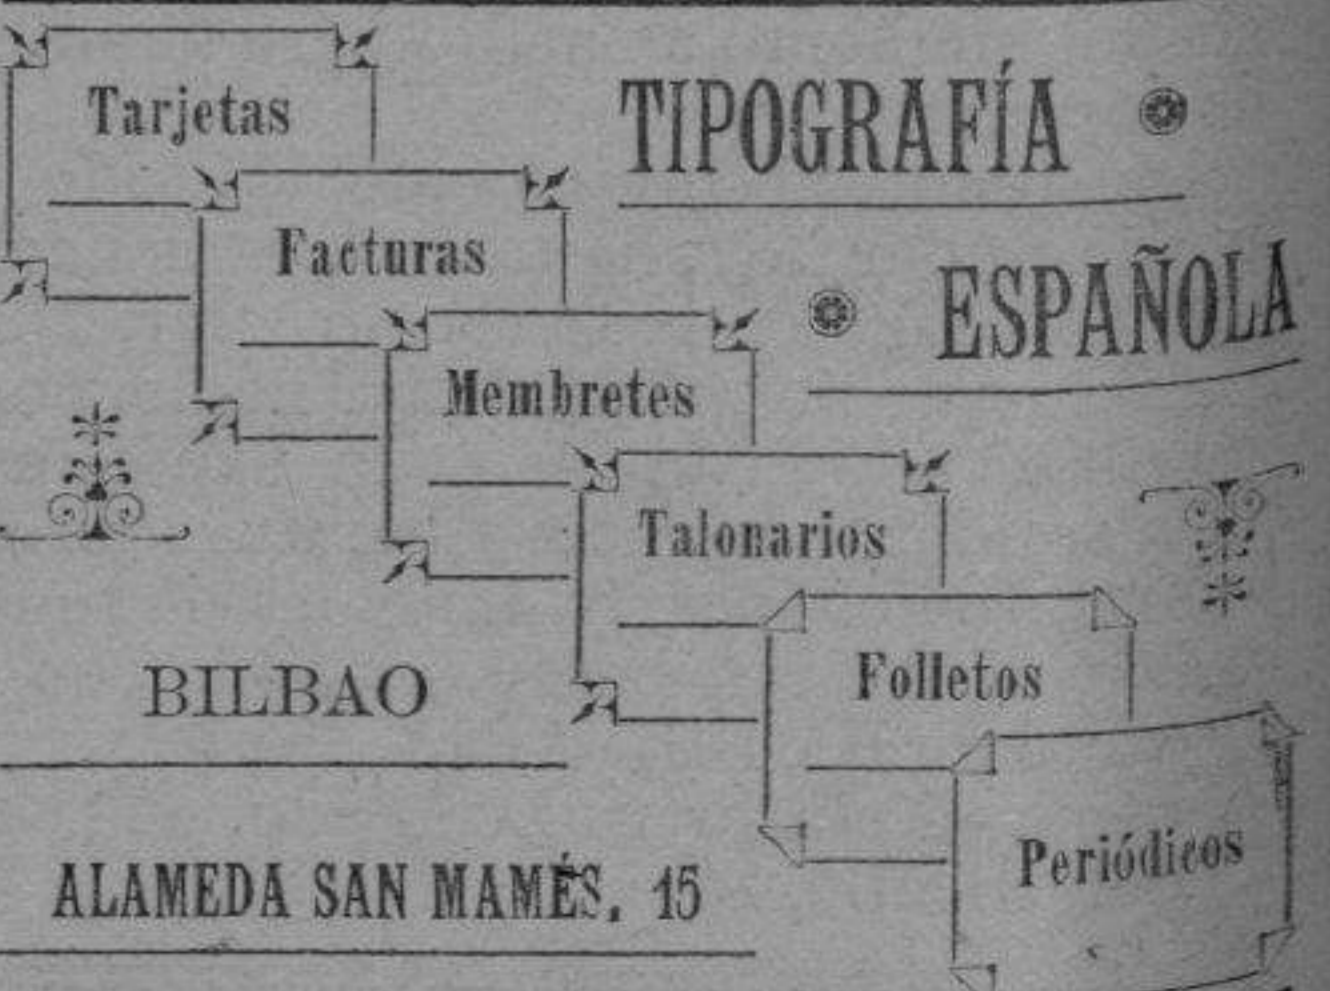 Tarjetas
TIPOGRAFÍA
Facturas
ESPAÑOLA
Membretes
Talonarios
Folletos
BILBAO
Periódicos
ALAMEDA SAN MAMÉS, 15